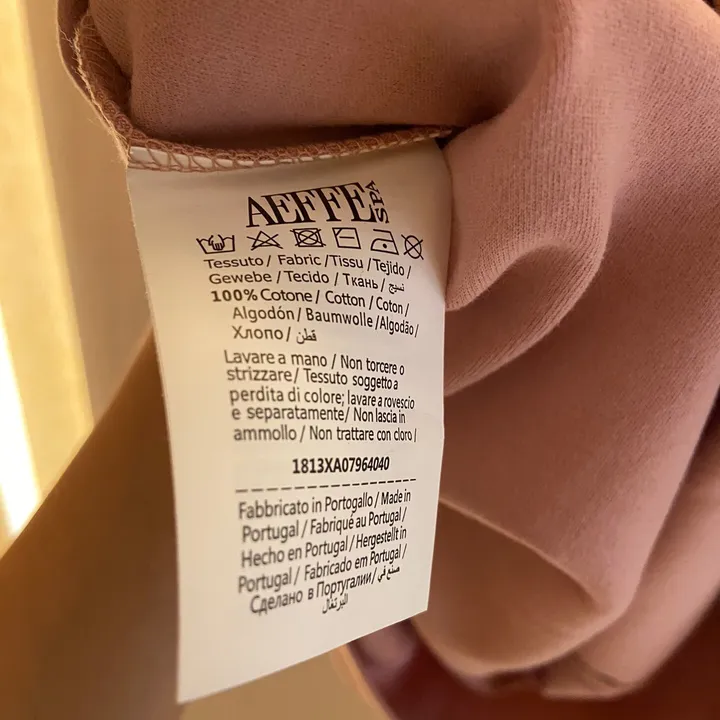 AEFFE SPA
Tessuto / Fabric / Tissu / Tejido /
Gewebe / Tecido / Ткань / نسيج
100% Cotone / Cotton / Coton /
Algodón / Baumwolle / Algodão /
Хлопо / قطن
Lavare a mano / Non torcere o
strizzare / Tessuto soggetto a
perdita di colore; lavare a rovescio
e separatamente / Non lascia in
ammollo / Non trattare con cloro /
1813XA07964040
Fabbricato in Portogallo / Made in
Portugal / Fabriqué au Portugal /
Hecho en Portugal / Hergestellt in
Portugal / Fabricado em Portugal /
Сделано в Португалии / صنع في
البرتغال